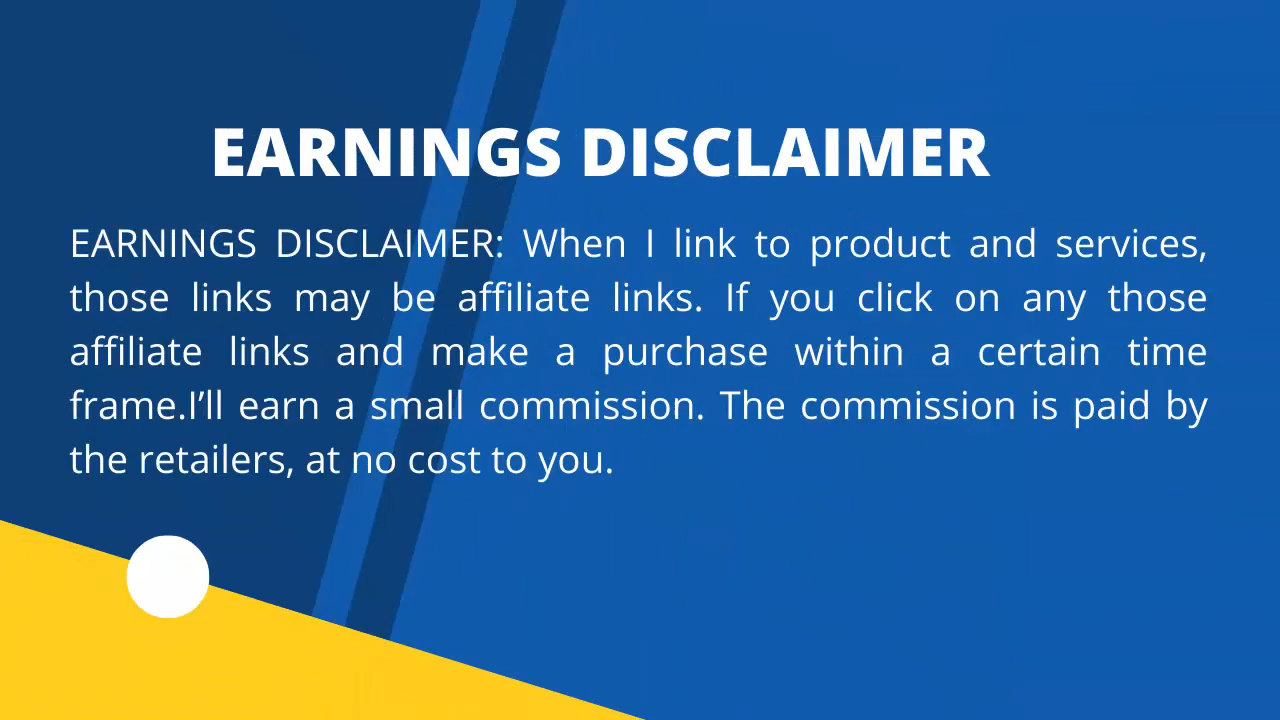 EARNINGS DISCLAIMER
EARNINGS DISCLAIMER: When I link to product and services,
those links may be affiliate links. If you click on any those
affiliate links and make a purchase within a certain time
frame.I’ll earn a small commission. The commission is paid by
the retailers, at no cost to you.